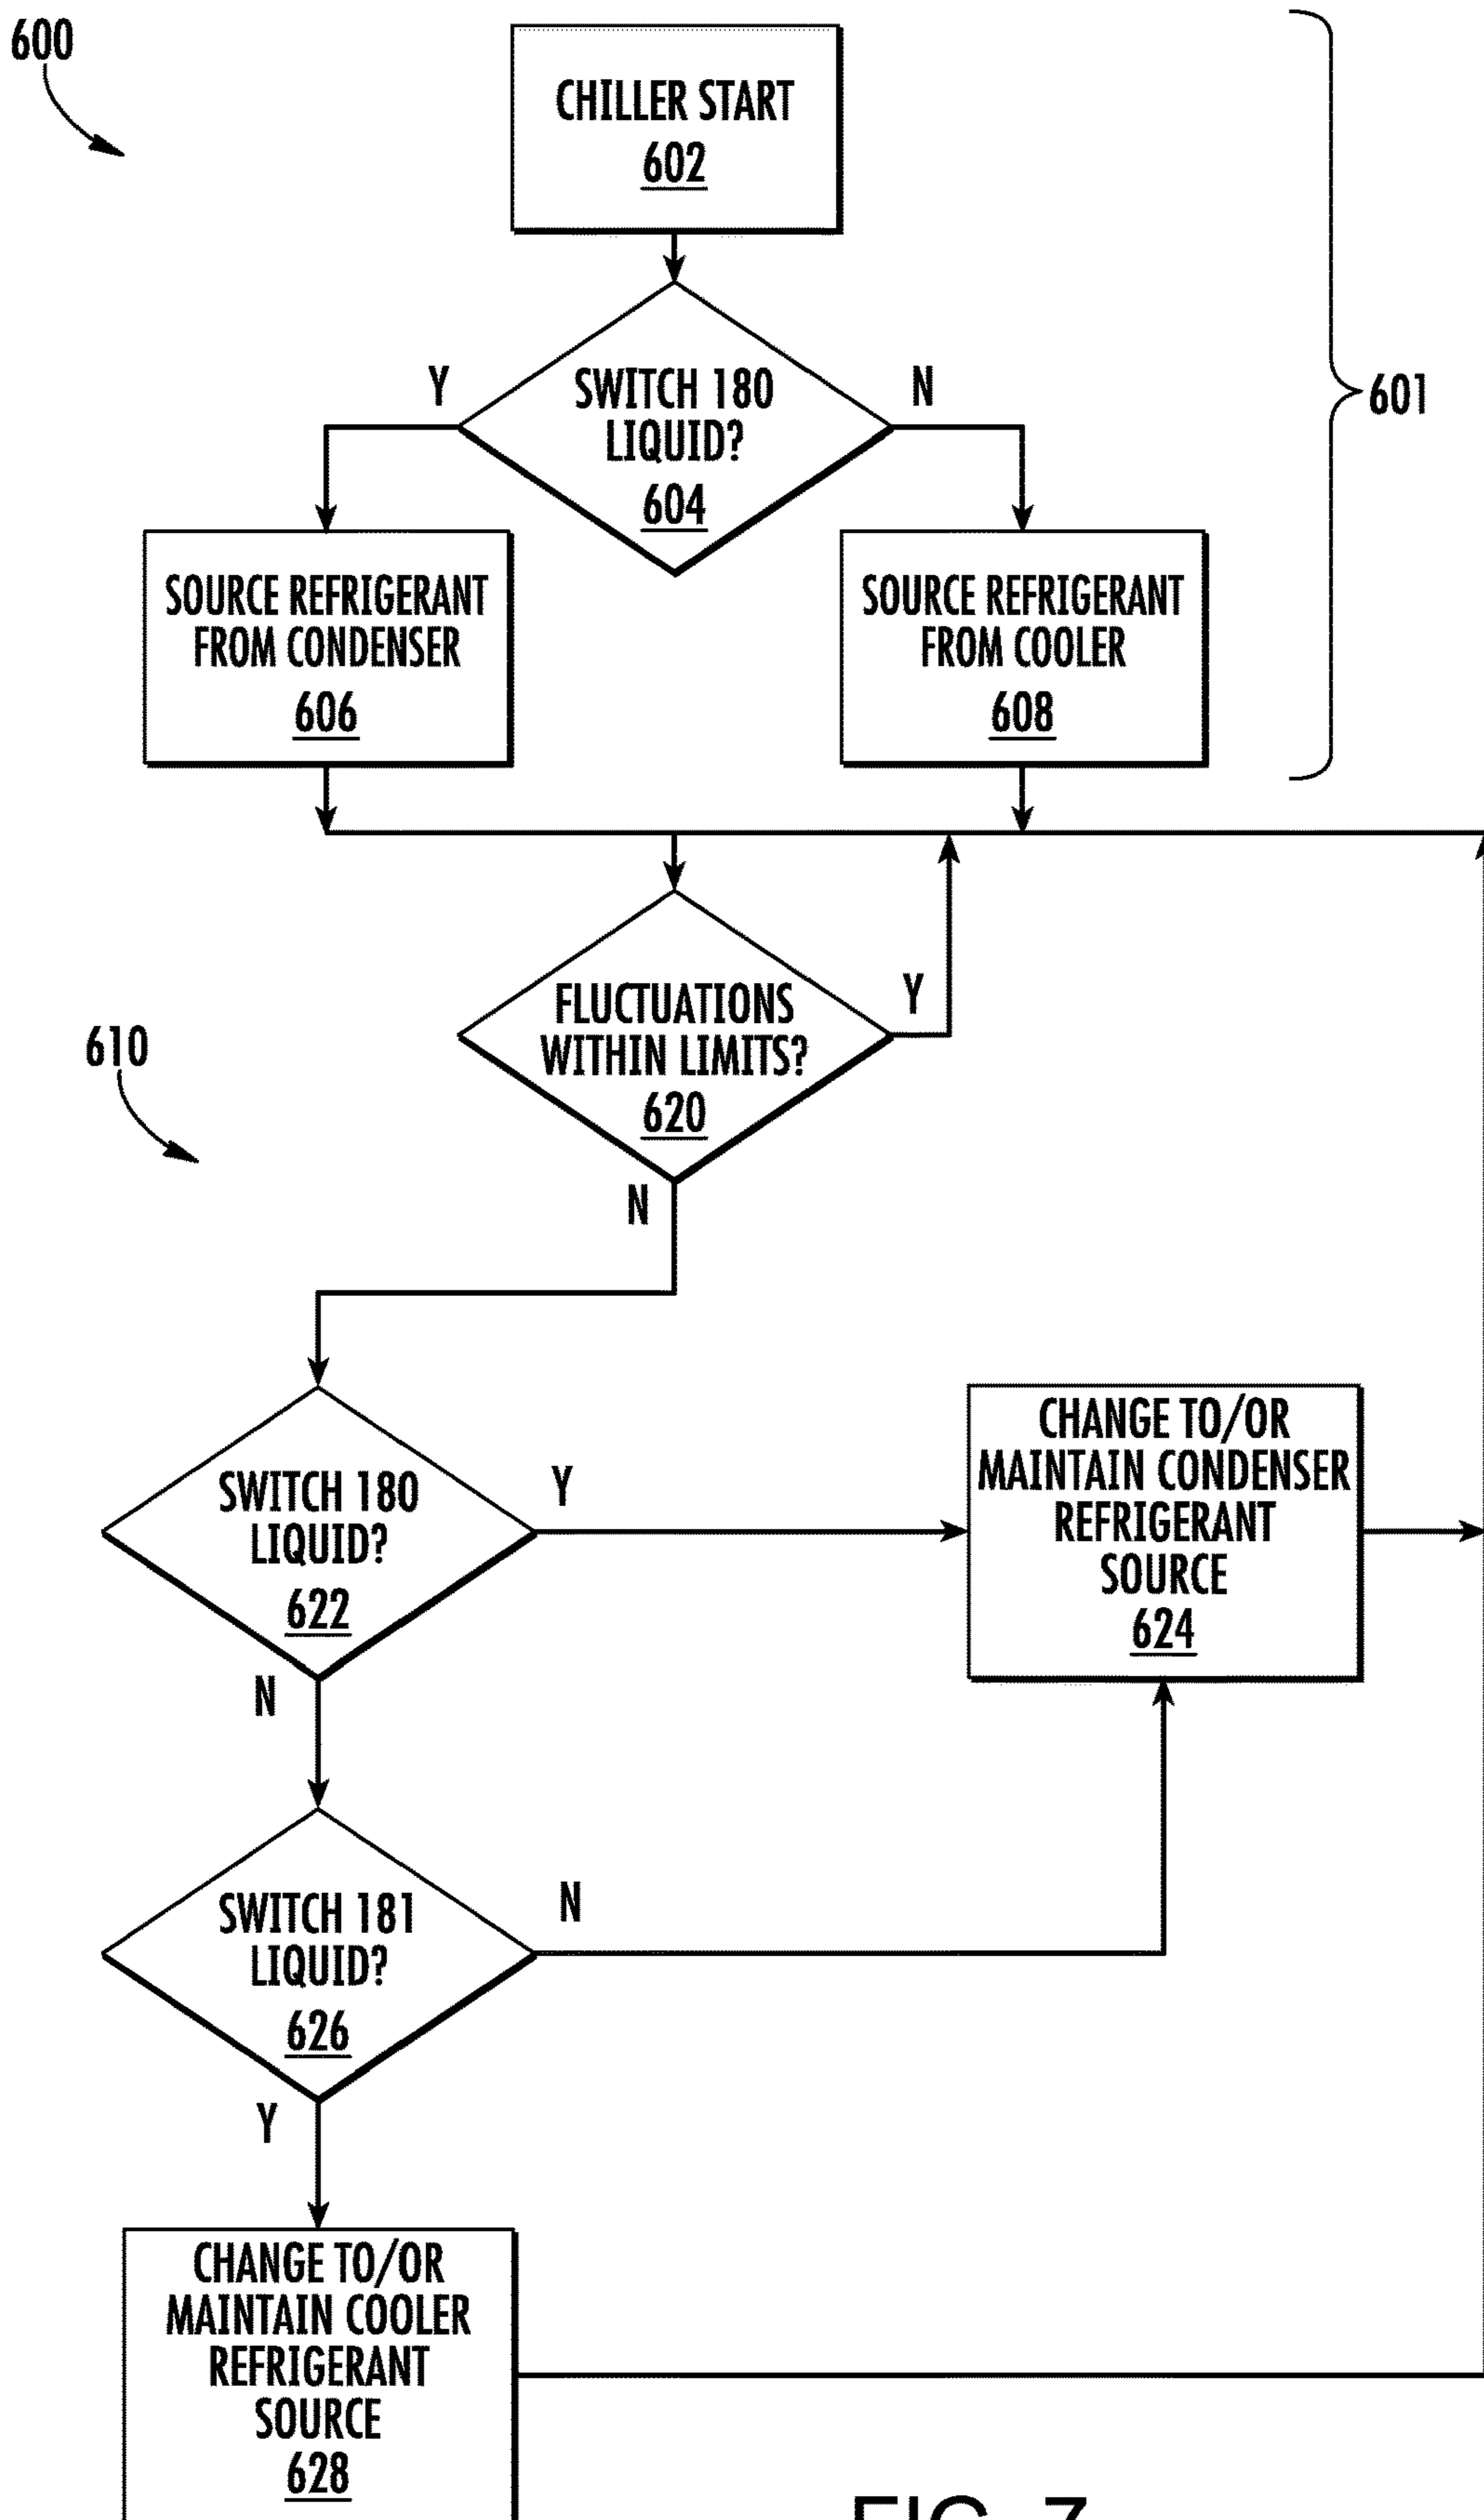 600
CHILLER START
602
Y
SWITCH 180
LIQUID?
604
N
601
SOURCE REFRIGERANT
FROM CONDENSER
606
SOURCE REFRIGERANT
FROM COOLER
608
FLUCTUATIONS
WITHIN LIMITS?
620
Y
610
N
SWITCH 180
LIQUID?
622
Y
CHANGE TO/OR
MAINTAIN CONDENSER
REFRIGERANT
SOURCE
624
N
SWITCH 181
LIQUID?
626
N
Y
CHANGE TO/OR
MAINTAIN COOLER
REFRIGERANT
SOURCE
628
FIG. 7